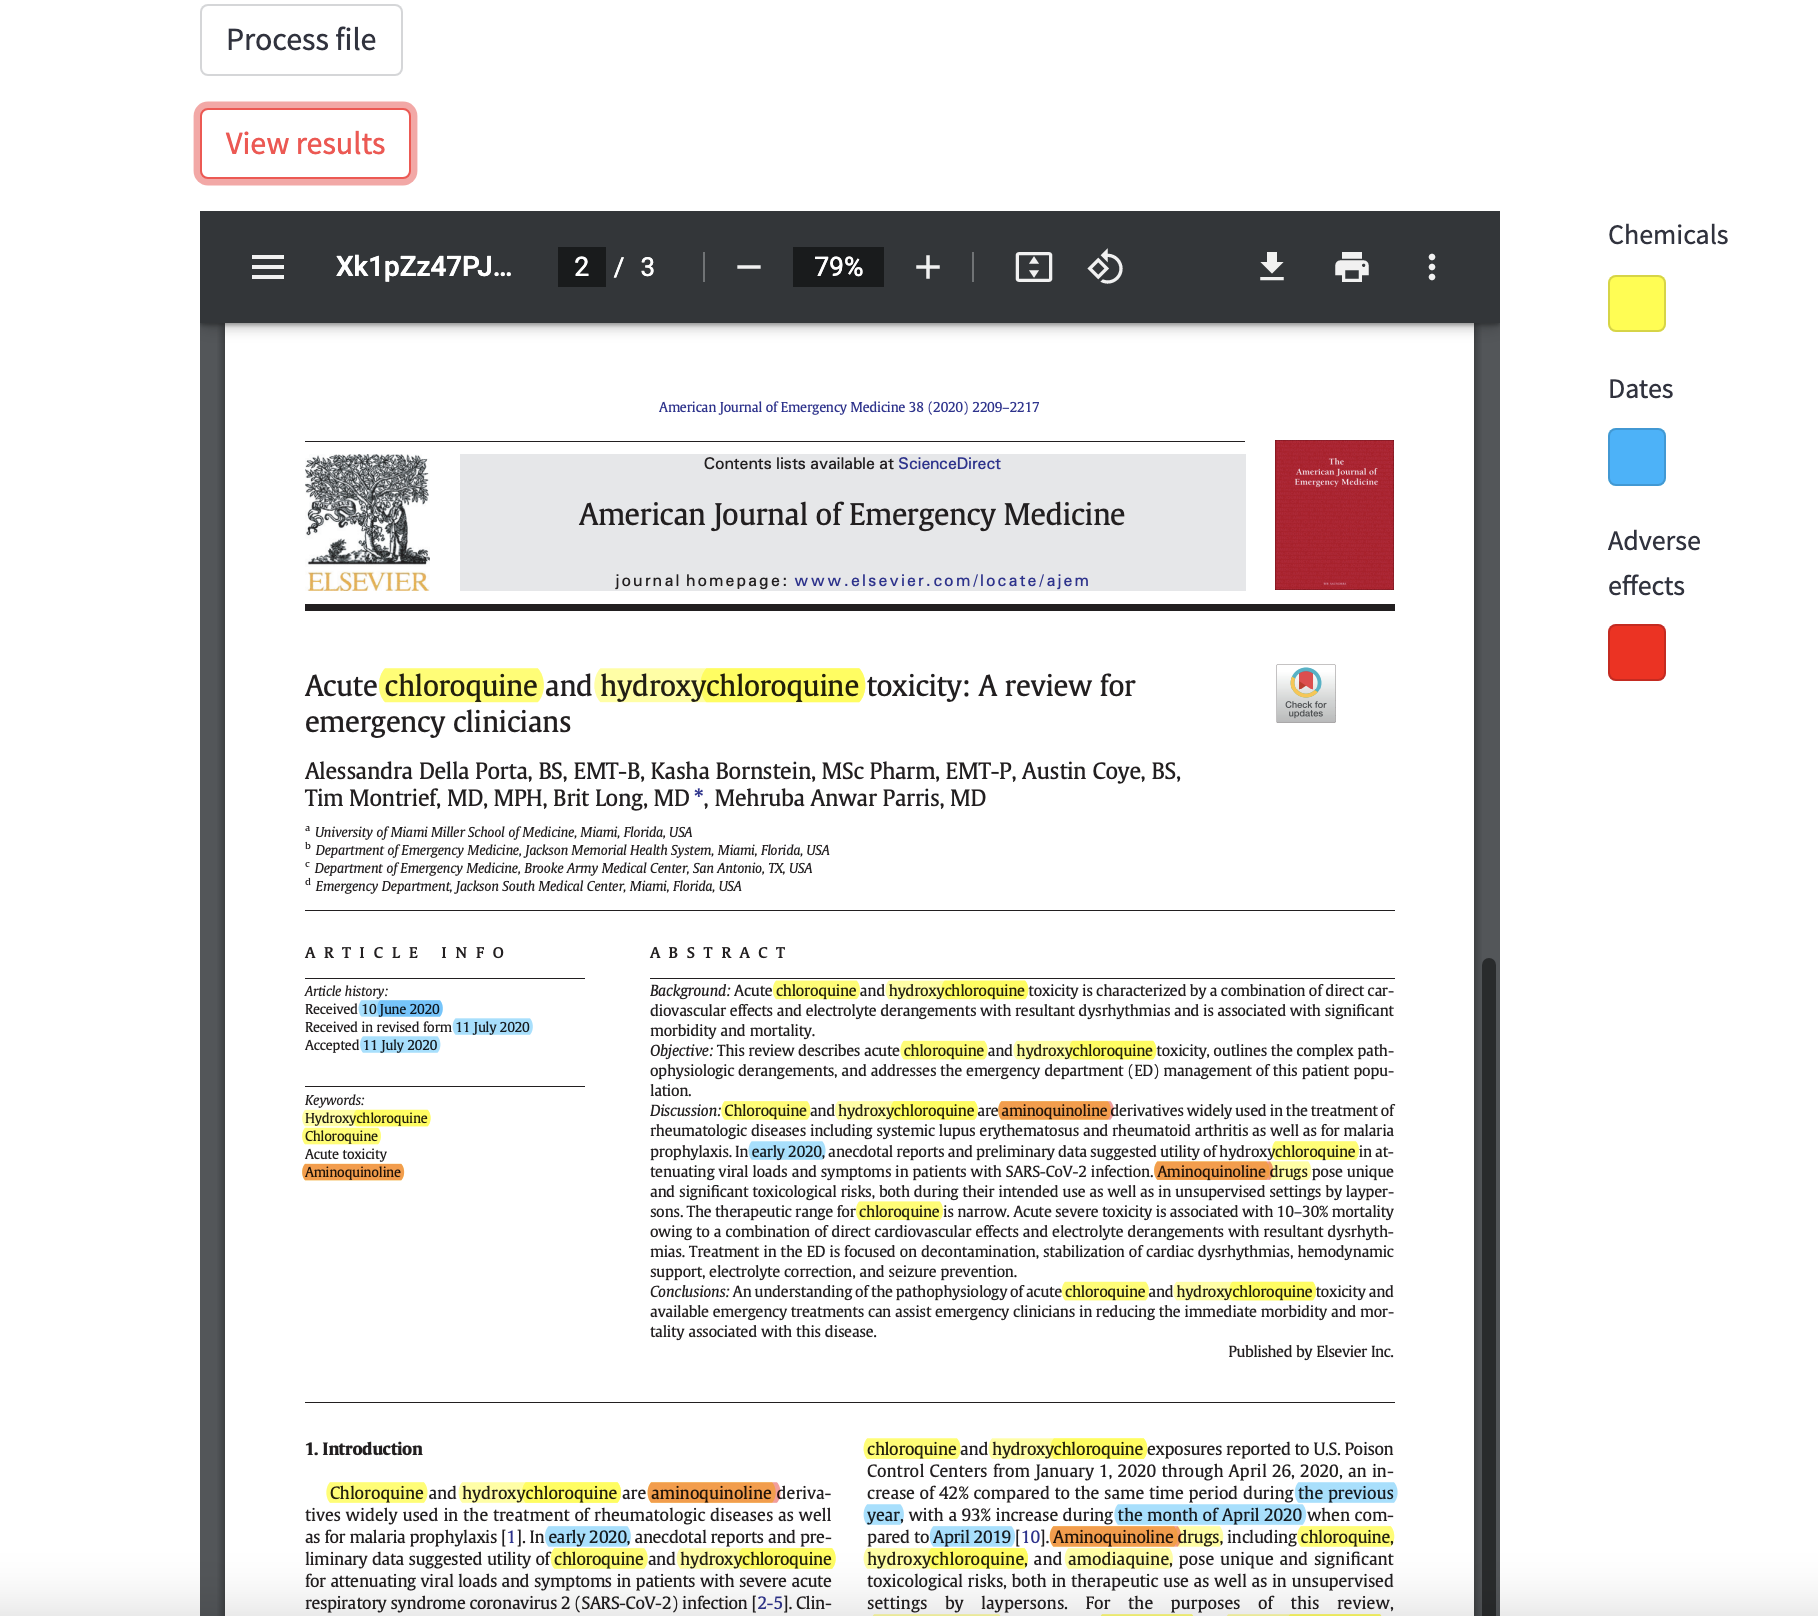 Process file
View results
Xk1pZz47PJ...
2 / 3
79%
Chemicals
Dates
Adverse
effects
American Journal of Emergency Medicine 38 (2020) 2209–2217
Contents lists available at ScienceDirect
American Journal of Emergency Medicine
journal homepage: www.elsevier.com/locate/ajem
ELSEVIER
The
American Journal of
Emergency Medicine
Acute chloroquine and hydroxychloroquine toxicity: A review for
emergency clinicians
Check for
updates
Alessandra Della Porta, BS, EMT-B, Kasha Bornstein, MSc Pharm, EMT-P, Austin Coye, BS,
Tim Montrief, MD, MPH, Brit Long, MD *, Mehruba Anwar Parris, MD
a University of Miami Miller School of Medicine, Miami, Florida, USA
b Department of Emergency Medicine, Jackson Memorial Health System, Miami, Florida, USA
c Department of Emergency Medicine, Brooke Army Medical Center, San Antonio, TX, USA
d Emergency Department, Jackson South Medical Center, Miami, Florida, USA
ARTICLE INFO
Article history:
Received 10 June 2020
Received in revised form 11 July 2020
Accepted 11 July 2020
Keywords:
Hydroxychloroquine
Chloroquine
Acute toxicity
Aminoquinoline
ABSTRACT
Background: Acute chloroquine and hydroxychloroquine toxicity is characterized by a combination of direct car-
diovascular effects and electrolyte derangements with resultant dysrhythmias and is associated with significant
morbidity and mortality.
Objective: This review describes acute chloroquine and hydroxychloroquine toxicity, outlines the complex path-
ophysiologic derangements, and addresses the emergency department (ED) management of this patient popu-
lation.
Discussion: Chloroquine and hydroxychloroquine are aminoquinoline derivatives widely used in the treatment of
rheumatologic diseases including systemic lupus erythematosus and rheumatoid arthritis as well as for malaria
prophylaxis. In early 2020, anecdotal reports and preliminary data suggested utility of hydroxychloroquine in at-
tenuating viral loads and symptoms in patients with SARS-CoV-2 infection. Aminoquinoline drugs pose unique
and significant toxicological risks, both during their intended use as well as in unsupervised settings by layper-
sons. The therapeutic range for chloroquine is narrow. Acute severe toxicity is associated with 10–30% mortality
owing to a combination of direct cardiovascular effects and electrolyte derangements with resultant dysrhyth-
mias. Treatment in the ED is focused on decontamination, stabilization of cardiac dysrhythmias, hemodynamic
support, electrolyte correction, and seizure prevention.
Conclusions: An understanding of the pathophysiology of acute chloroquine and hydroxychloroquine toxicity and
available emergency treatments can assist emergency clinicians in reducing the immediate morbidity and mor-
tality associated with this disease.
Published by Elsevier Inc.
1. Introduction
Chloroquine and hydroxychloroquine are aminoquinoline deriva-
tives widely used in the treatment of rheumatologic diseases as well
as for malaria prophylaxis [1]. In early 2020, anecdotal reports and pre-
liminary data suggested utility of chloroquine and hydroxychloroquine
for attenuating viral loads and symptoms in patients with severe acute
respiratory syndrome coronavirus 2 (SARS-CoV-2) infection [2-5]. Clin-
chloroquine and hydroxychloroquine exposures reported to U.S. Poison
Control Centers from January 1, 2020 through April 26, 2020, an in-
crease of 42% compared to the same time period during the previous
year, with a 93% increase during the month of April 2020 when com-
pared to April 2019 [10]. Aminoquinoline drugs, including chloroquine,
hydroxychloroquine, and amodiaquine, pose unique and significant
toxicological risks, both in therapeutic use as well as in unsupervised
settings by laypersons. For the purposes of this review,